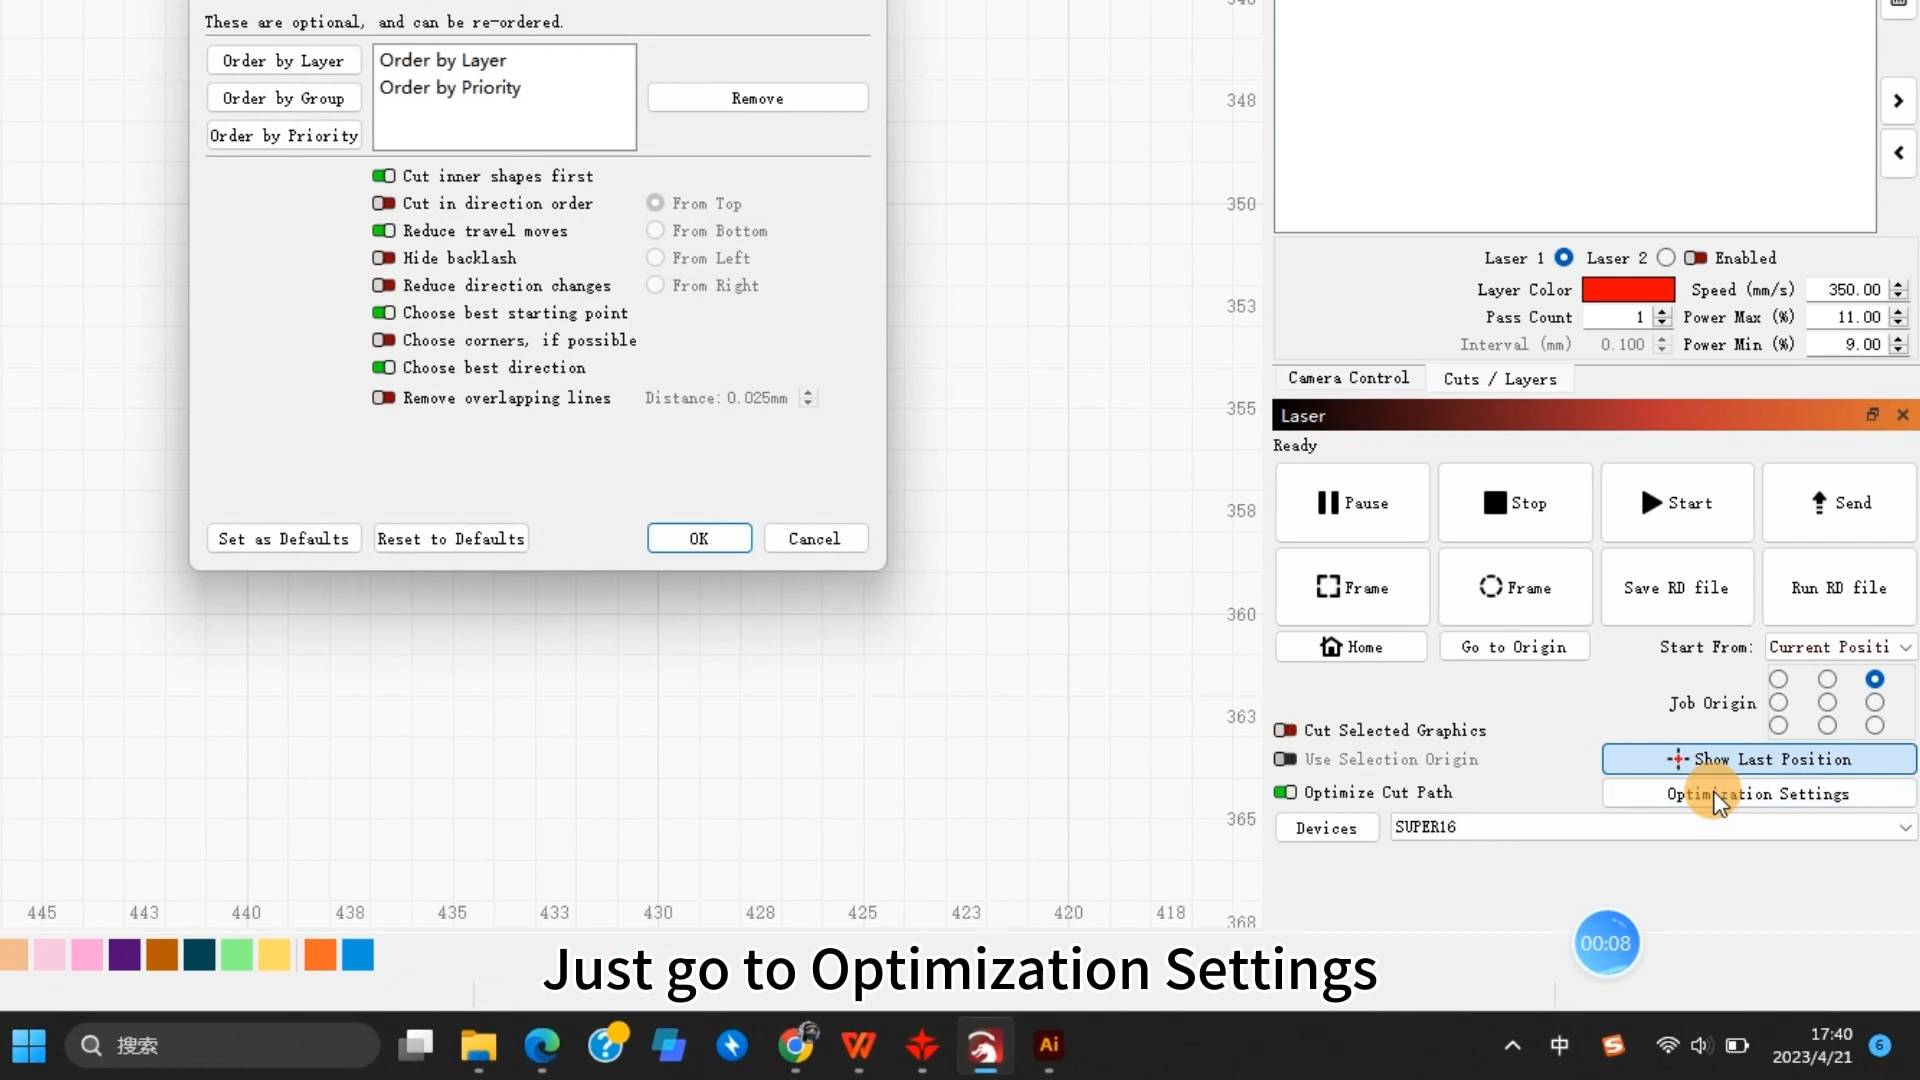 These are optional, and can be re-ordered.
Order by Layer
Order by Group
Order by Priority
Order by Layer
Order by Priority
Remove
Cut inner shapes first
Cut in direction order
Reduce travel moves
Hide backlash
Reduce direction changes
Choose best starting point
Choose corners, if possible
Choose best direction
Remove overlapping lines
From Top
From Bottom
From Left
From Right
Distance: 0.025mm
Set as Defaults
Reset to Defaults
OK
Cancel
348
350
353
355
358
360
363
365
368
445 443 440 438 435 433 430 428 425 423 420 418
Laser 1 Laser 2 Enabled
Layer Color Speed (mm/s) 350.00
Pass Count 1 Power Max (%) 11.00
Interval (mm) 0.100 Power Min (%) 9.00
Camera Control Cuts / Layers
Laser
Ready
Pause Stop Start Send
Frame Frame Save RD file Run RD file
Home Go to Origin Start From: Current Positi
Job Origin
Cut Selected Graphics
Use Selection Origin Show Last Position
Optimize Cut Path Optimization Settings
Devices SUPER16
00:08
Just go to Optimization Settings
搜索
Ai
中
17:40
2023/4/21
6